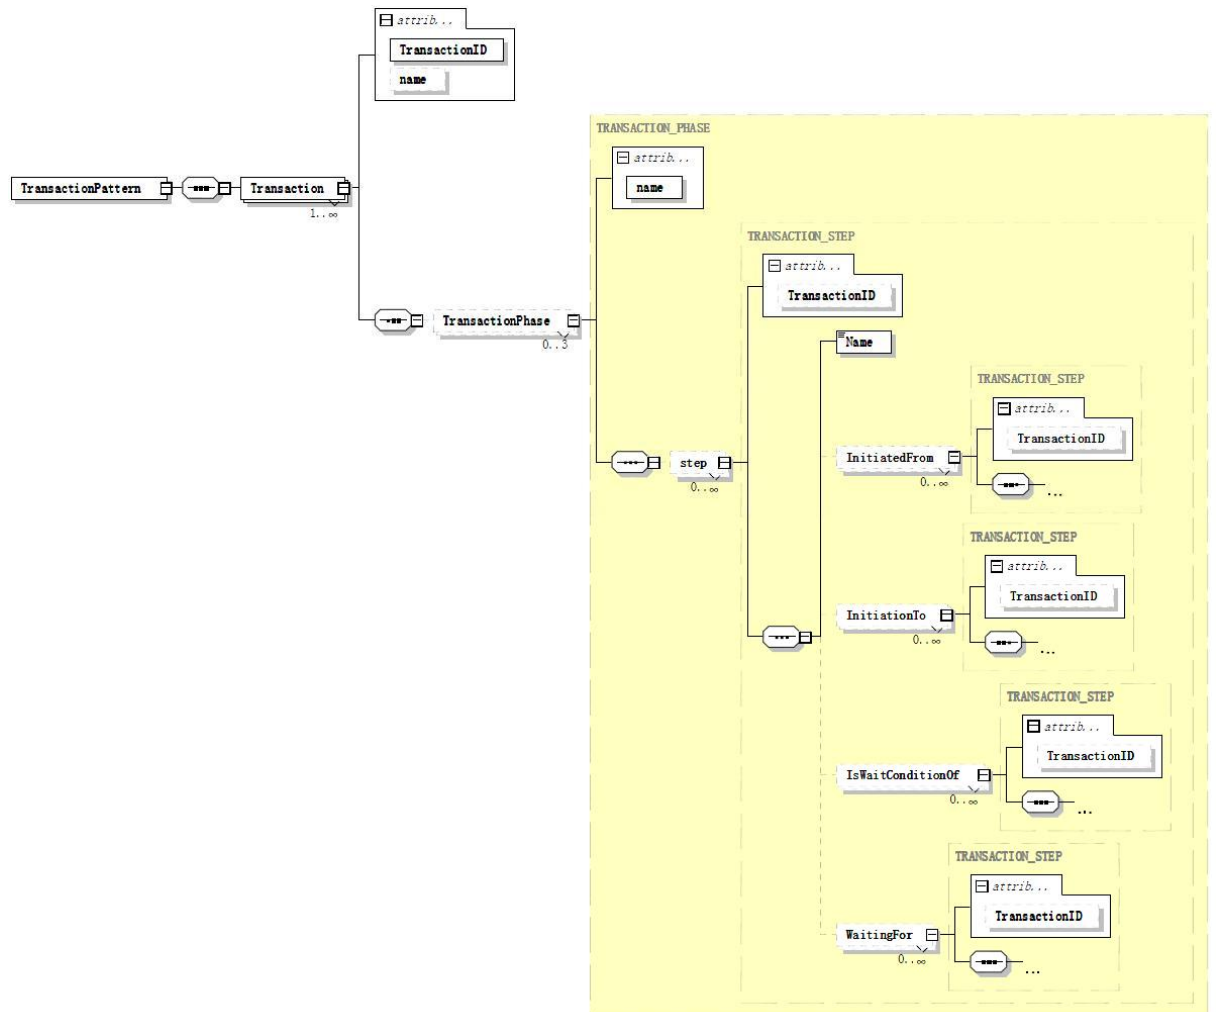 attrib...
TransactionID
name
TRANSACTION_PHASE
attrib...
name
TransactionPattern
Transaction
1..∞
TRANSACTION_STEP
attrib...
TransactionID
TransactionPhase
0..3
Name
TRANSACTION_STEP
attrib...
TransactionID
InitiatedFrom
0..∞
...
step
0..∞
TRANSACTION_STEP
attrib...
TransactionID
InitiationTo
0..∞
...
TRANSACTION_STEP
attrib...
TransactionID
IsWaitConditionOf
0..∞
...
TRANSACTION_STEP
attrib...
TransactionID
WaitingFor
0..∞
...